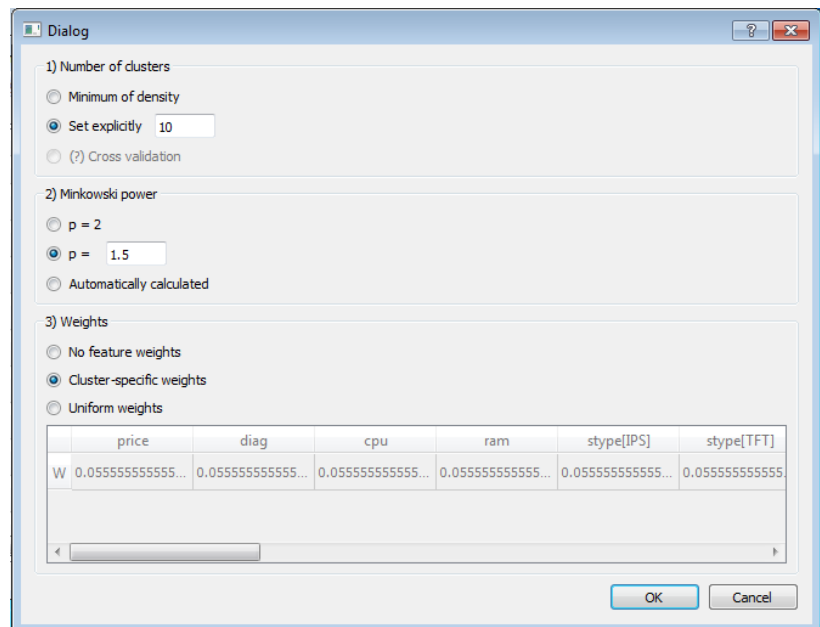 Dialog
1) Number of clusters
Minimum of density
Set explicitly 10
(?) Cross validation
2) Minkowski power
p = 2
p = 1.5
Automatically calculated
3) Weights
No feature weights
Cluster-specific weights
Uniform weights
price diag cpu ram stype[IPS] stype[TFT]
W 0.055555555555... 0.055555555555... 0.055555555555... 0.055555555555... 0.055555555555... 0.055555555555.
OK Cancel